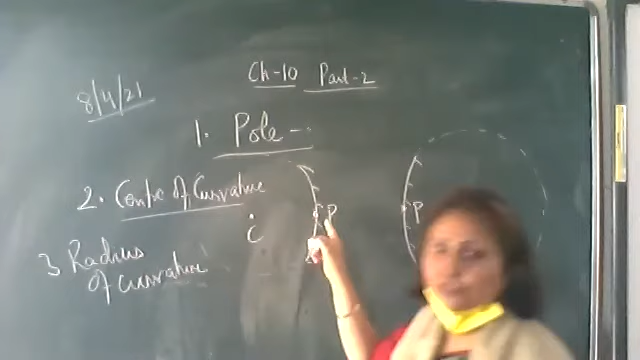 8/4/21
Ch-10 Part-2
1. Pole -:
2. Centre of Curvature
3 Radius
of curvature
P
P